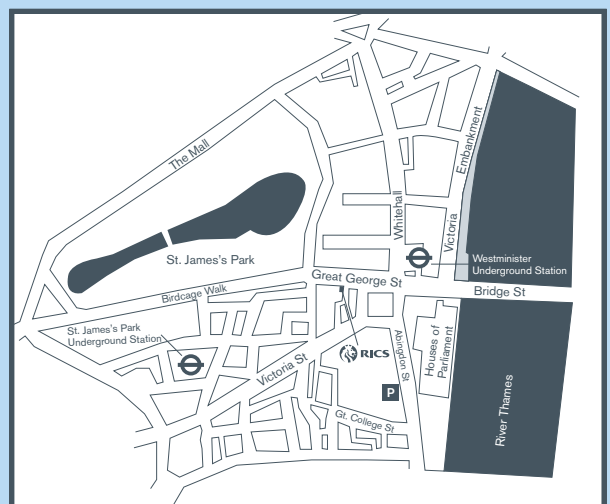 The Mall
Embankment
Whitehall
Victoria
St. James's Park
Westminister
Underground Station
Great George St
Birdcage Walk
Bridge St
St. James's Park
Underground Station
Victoria St
RICS
Abingdon St
Houses of
Parliament
P
Gt. College St
River Thames